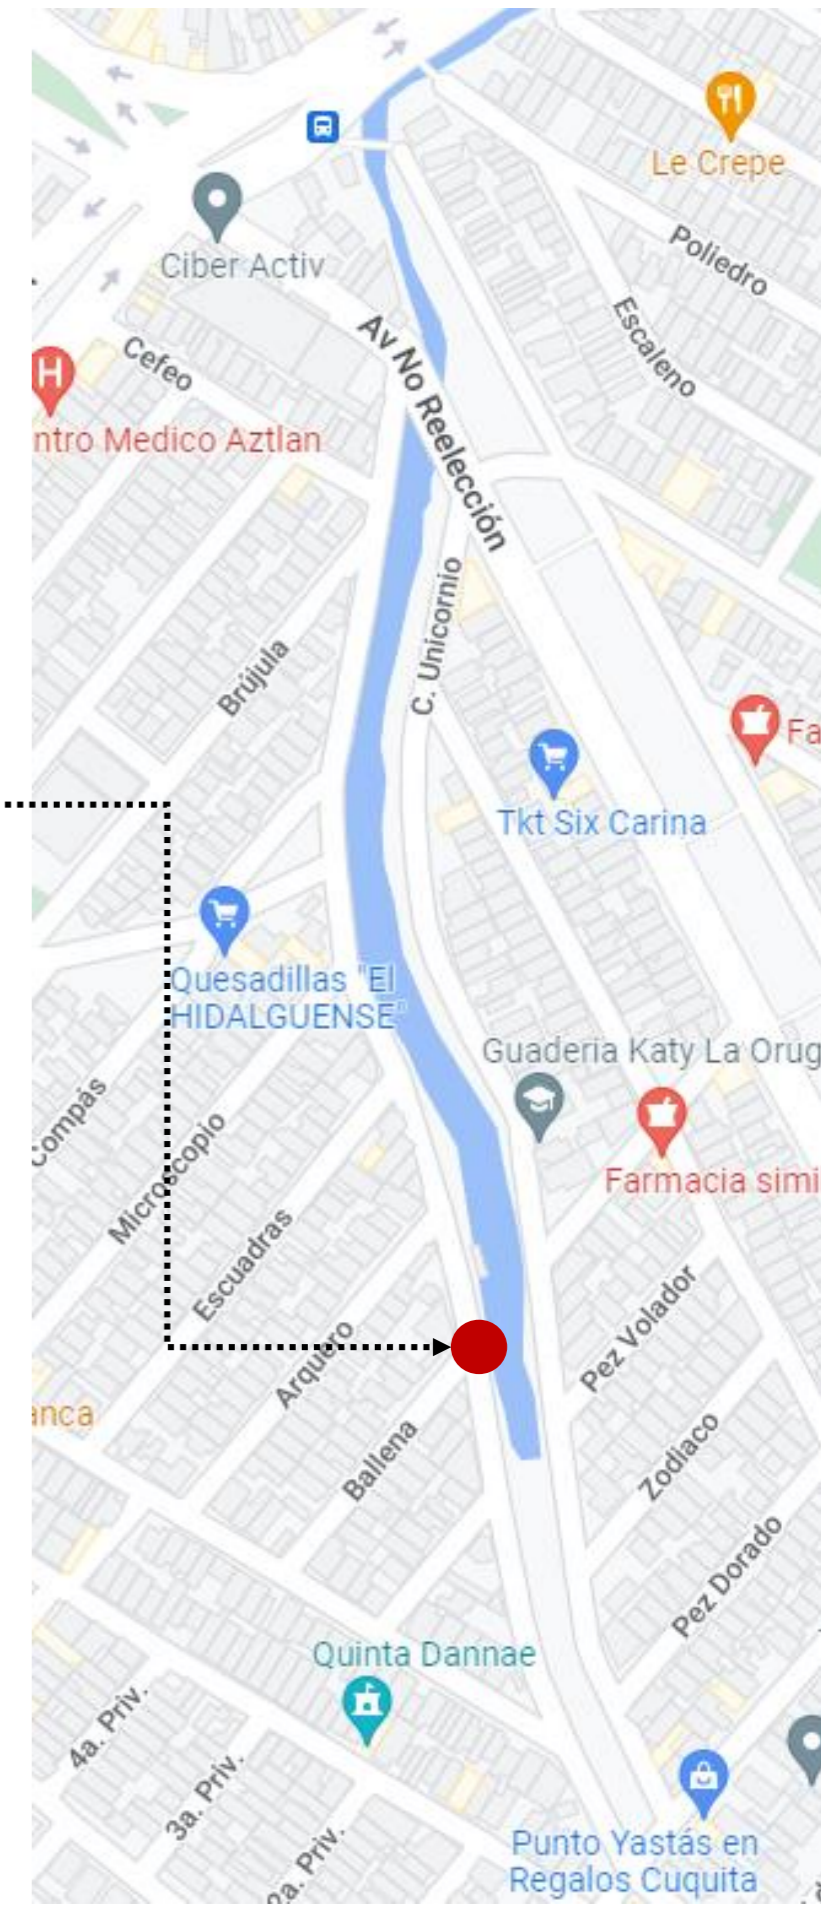 Le Crepe
Poliedro
Ciber Activ
Escaleno
Av No Reelección
Cefeo
H
ntro Medico Aztlan
C. Unicornio
Brújula
Fa
Tkt Six Carina
Quesadillas "El
HIDALGUENSE"
Guaderia Katy La Orug
Compás
Microscopio
Farmacia simi
Escuadras
Pez Volador
Arquero
anca
Ballena
Zodiaco
Pez Dorado
Quinta Dannae
4a. Priv.
3a. Priv.
2a. Priv.
Punto Yastás en
Regalos Cuquita